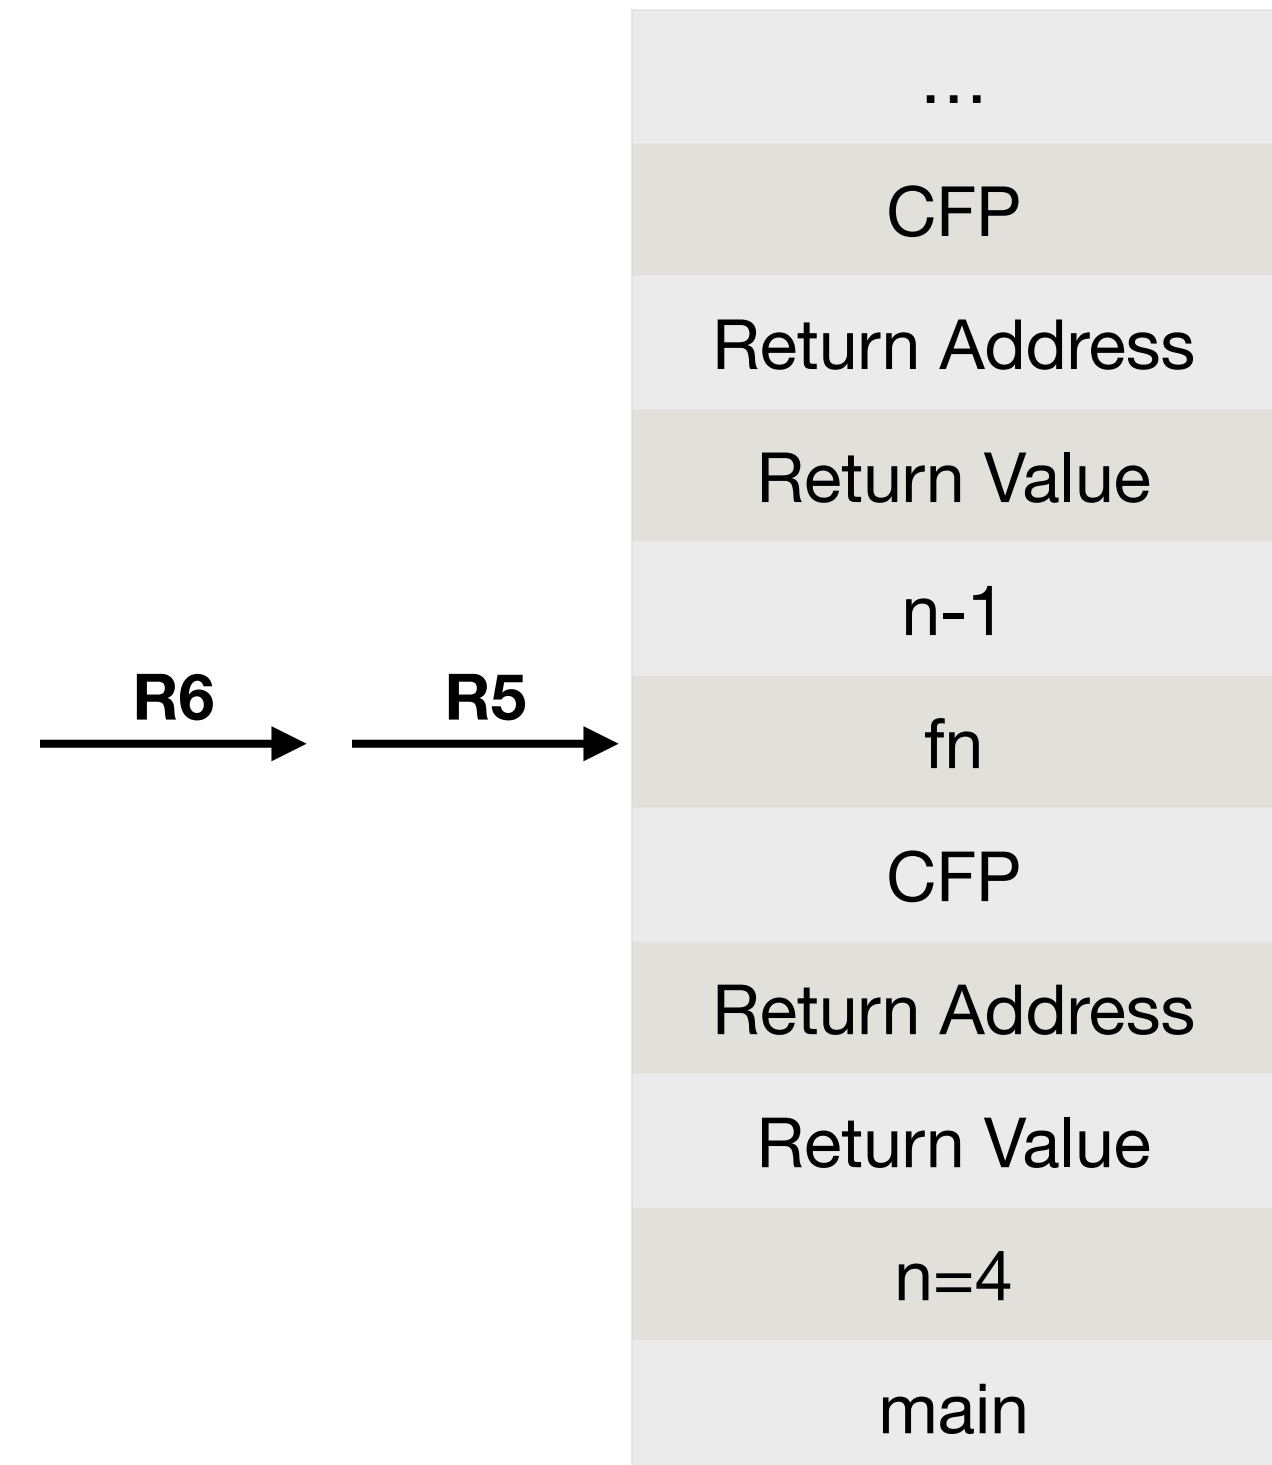 …
CFP
Return Address
Return Value
n-1
R6 R5
fn
CFP
Return Address
Return Value
n=4
main